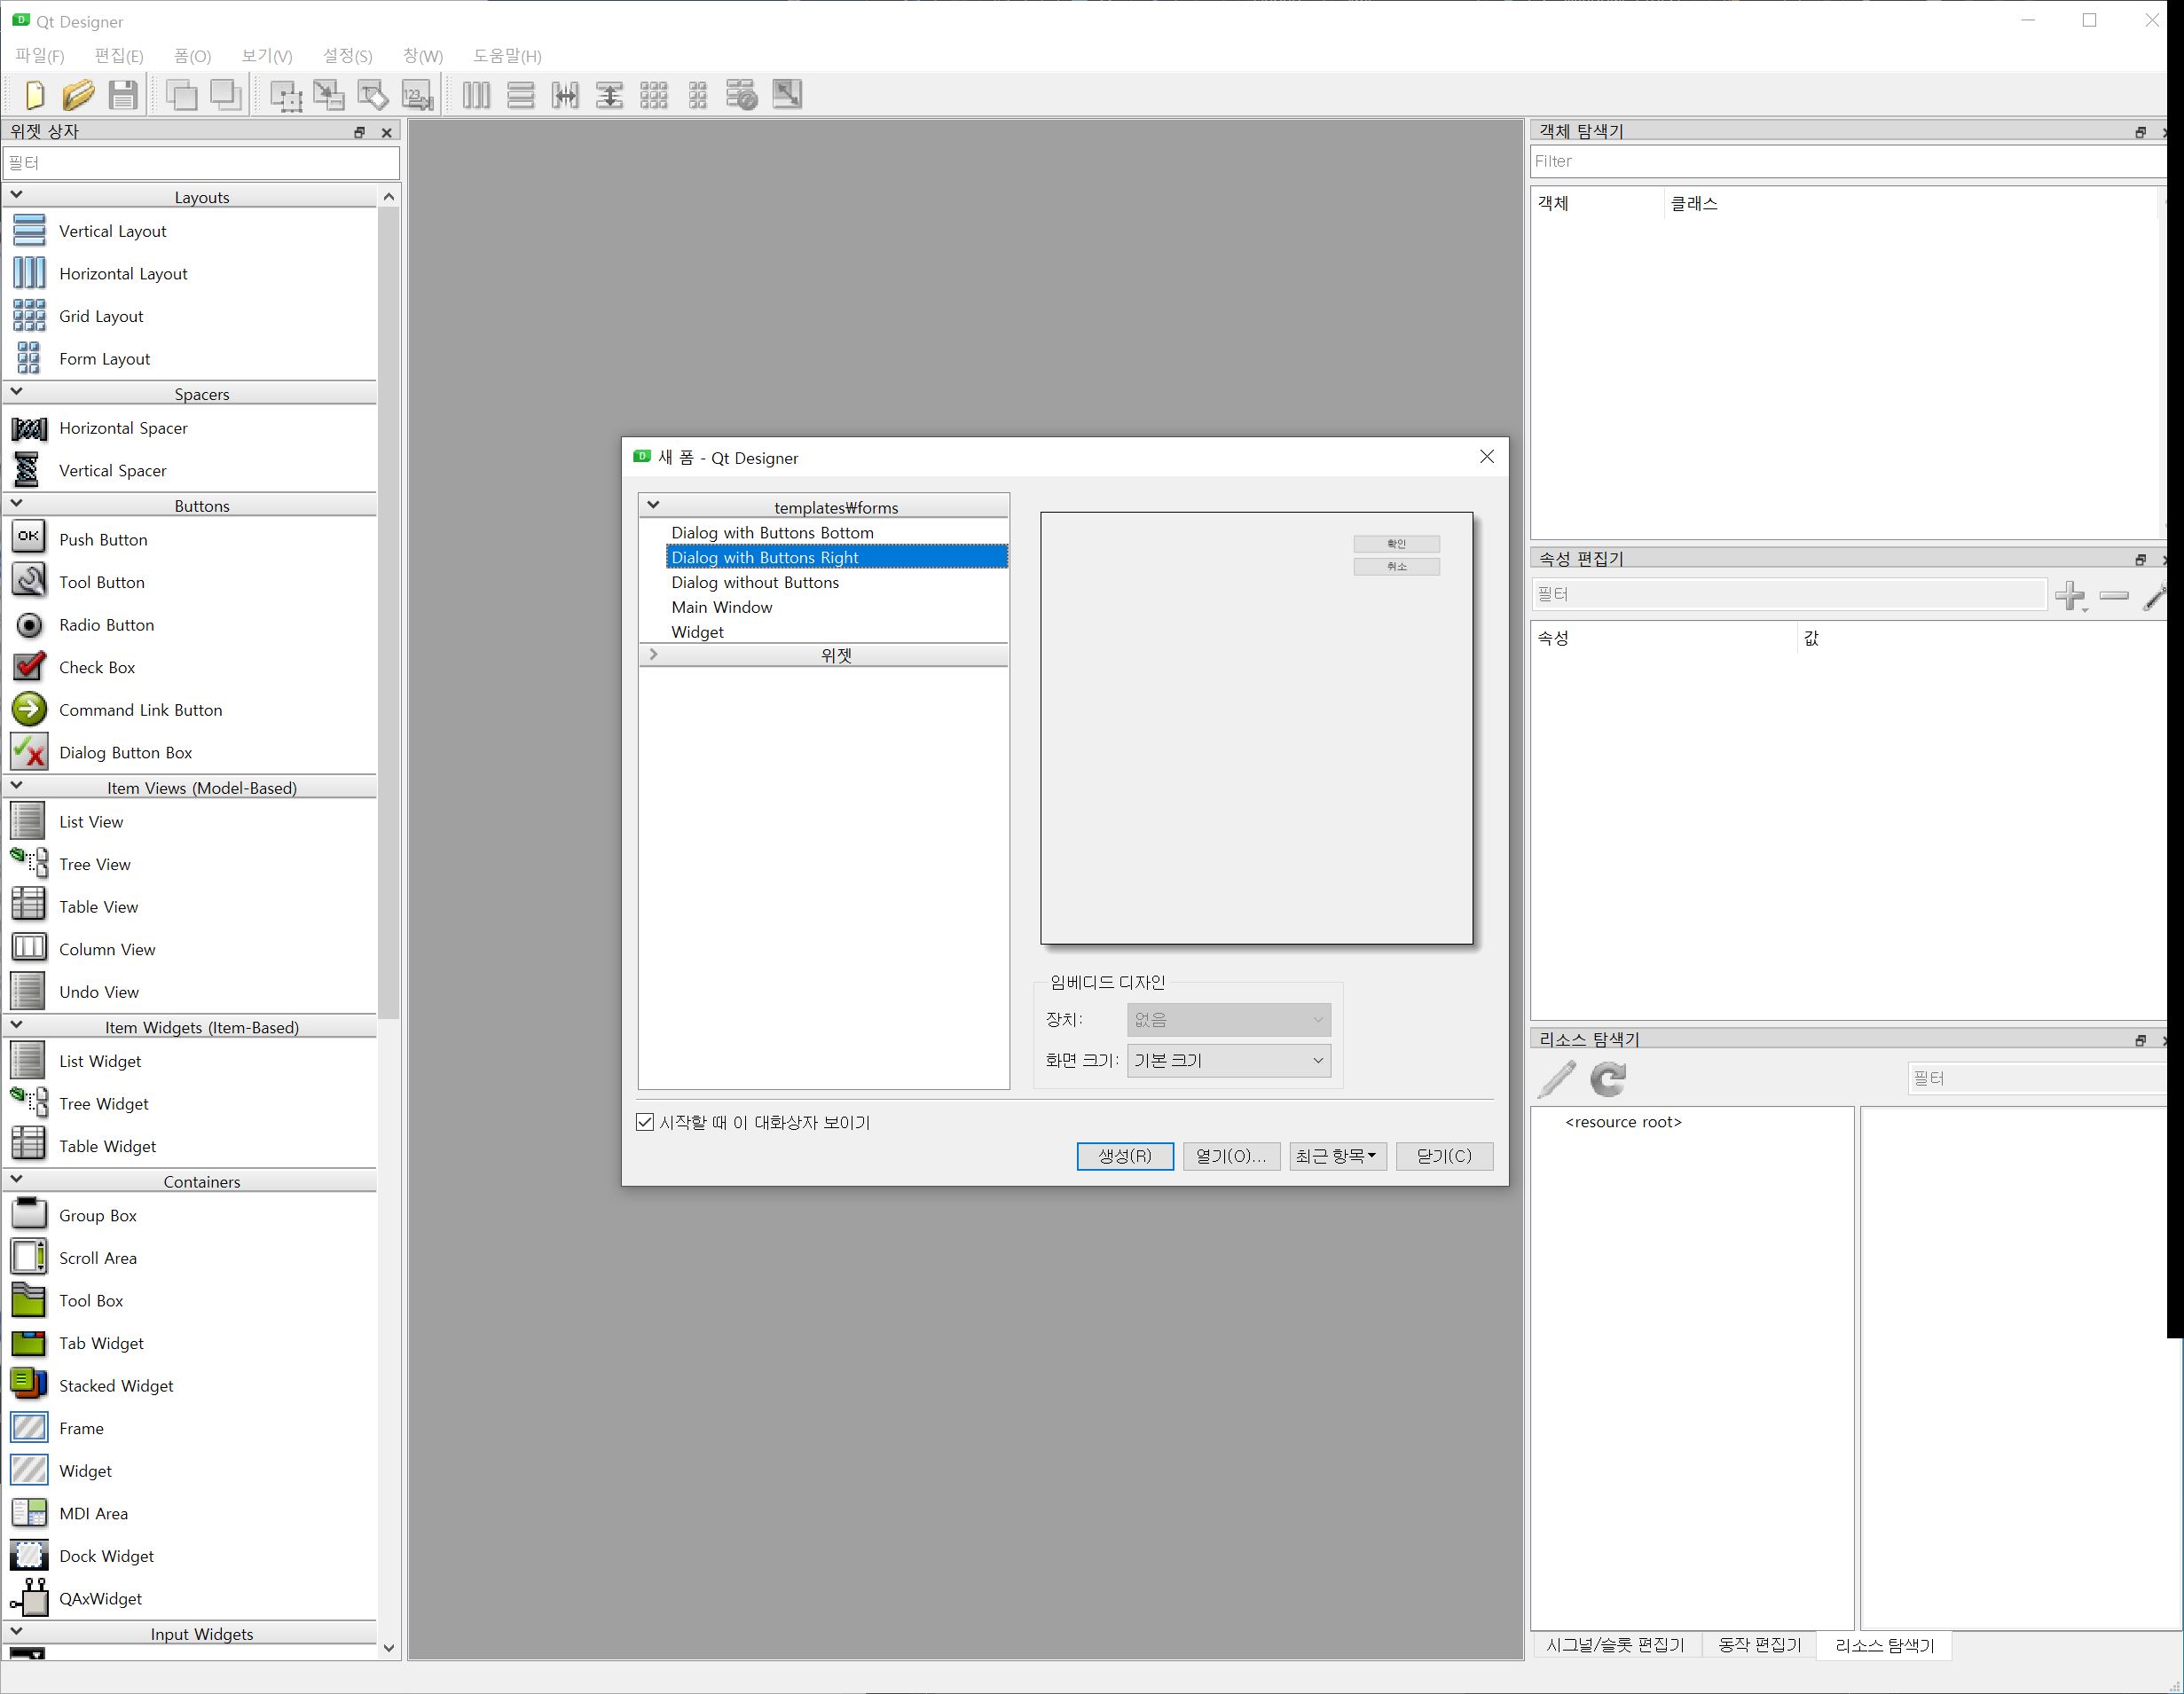 Qt Designer
파일(F) 편집(E) 폼(O) 보기(V) 설정(S) 창(W) 도움말(H)
위젯 상자
필터
Layouts
Vertical Layout
Horizontal Layout
Grid Layout
Form Layout
Spacers
Horizontal Spacer
Vertical Spacer
Buttons
OK
Push Button
Tool Button
Radio Button
Check Box
Command Link Button
Dialog Button Box
Item Views (Model-Based)
List View
Tree View
Table View
Column View
Undo View
Item Widgets (Item-Based)
List Widget
Tree Widget
Table Widget
Containers
Group Box
Scroll Area
Tool Box
Tab Widget
Stacked Widget
Frame
Widget
MDI Area
Dock Widget
QAxWidget
Input Widgets
새 폼 - Qt Designer
templates₩forms
Dialog with Buttons Bottom
Dialog with Buttons Right
Dialog without Buttons
Main Window
Widget
위젯
확인
취소
임베디드 디자인
장치: 없음
화면 크기: 기본 크기
시작할 때 이 대화상자 보이기
생성(R) 열기(O)... 최근 항목 닫기(C)
객체 탐색기
Filter
객체 클래스
속성 편집기
필터
속성 값
리소스 탐색기
필터
<resource root>
시그널/슬롯 편집기 동작 편집기 리소스 탐색기